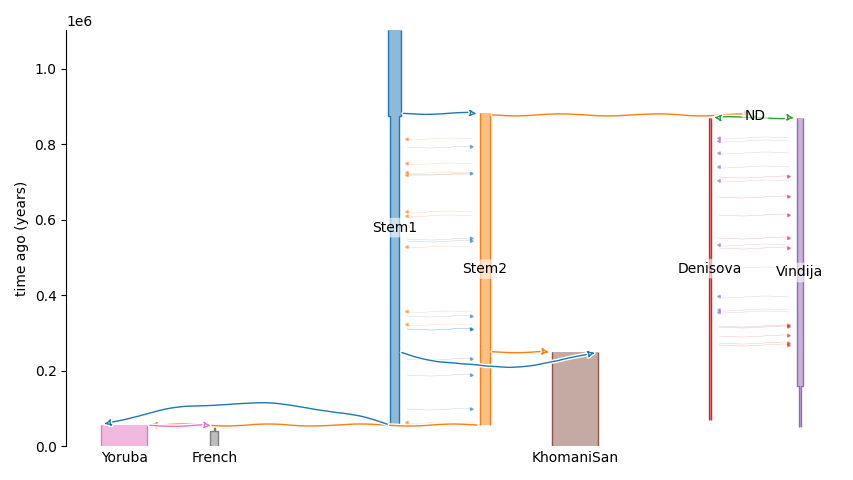 1e6
1.0
ND
0.8
0.6
Stem1
Stem2
Denisova
Vindija
0.4
0.2
0.0
time ago (years)
Yoruba
French
KhomaniSan